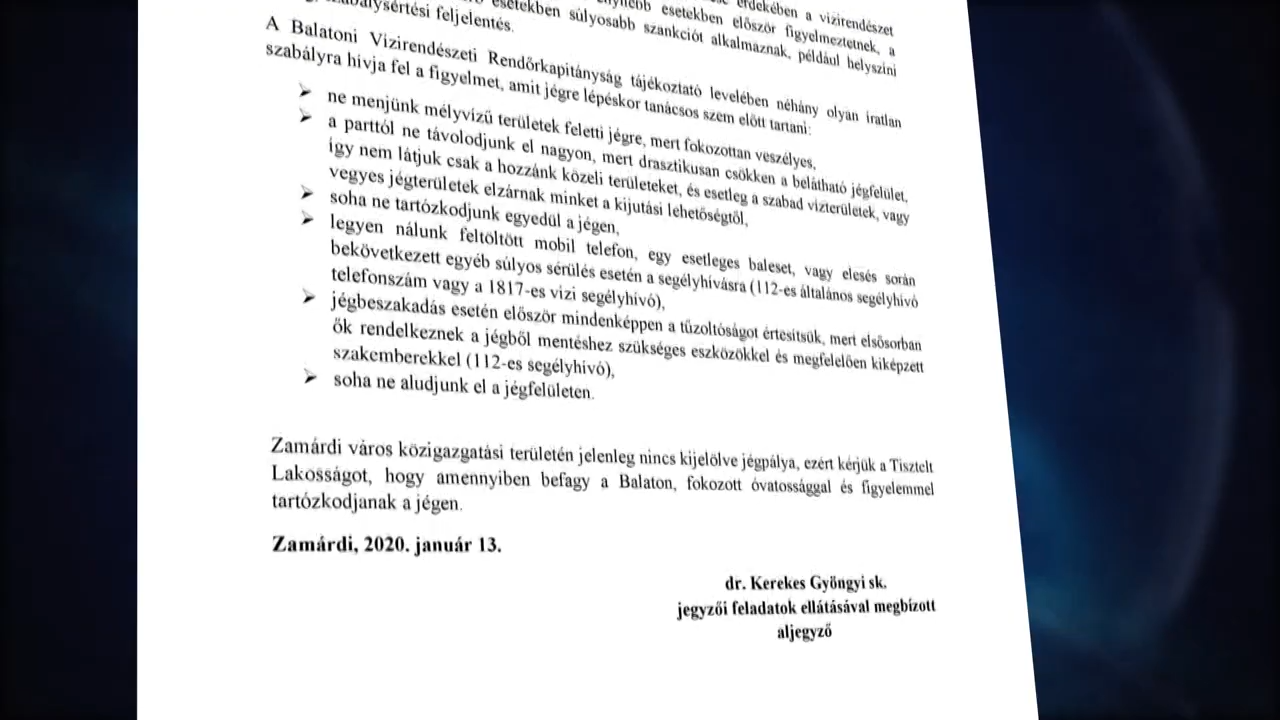 érdekében a vízirendészet
esetekben először figyelmeztetnek, a
esetekben súlyosabb szankciót alkalmaznak, például helyszíni
feljelentés.
A Balatoni Vízirendészeti Rendőrkapitányság tájékoztató levelében néhány olyan íratlan
szabályra hívja fel a figyelmet, amit jégre lépéskor tanácsos szem előtt tartani:
➢ ne menjünk mélyvízű területek feletti jégre, mert fokozottan veszélyes,
➢ a parttól ne távolodjunk el nagyon, mert drasztikusan csökken a belátható jégfelület,
így nem látjuk csak a hozzánk közeli területeket, és esetleg a szabad vízterületek, vagy
vegyes jégterületek elzárnak minket a kijutási lehetőségtől,
➢ soha ne tartózkodjunk egyedül a jégen,
➢ legyen nálunk feltöltött mobil telefon, egy esetleges baleset, vagy elesés során
bekövetkezett egyéb súlyos sérülés esetén a segélyhívásra (112-es általános segélyhívó
telefonszám vagy a 1817-es vízi segélyhívó),
➢ jégbeszakadás esetén először mindenképpen a tűzoltóságot értesítsük, mert elsősorban
ők rendelkeznek a jégből mentéshez szükséges eszközökkel és megfelelően kiképzett
szakemberekkel (112-es segélyhívó),
➢ soha ne aludjunk el a jégfelületen.
Zamárdi város közigazgatási területén jelenleg nincs kijelölve jégpálya, ezért kérjük a Tisztelt
Lakosságot, hogy amennyiben befagy a Balaton, fokozott óvatossággal és figyelemmel
tartózkodjanak a jégen.
Zamárdi, 2020. január 13.
dr. Kerekes Gyöngyi sk.
jegyzői feladatok ellátásával megbízott
aljegyző